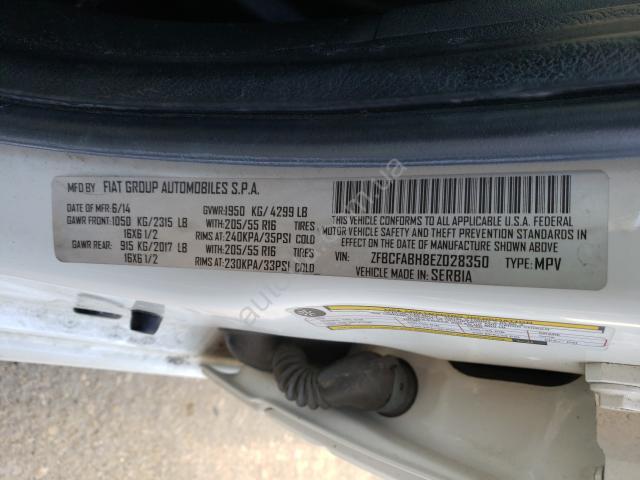 MFD BY FIAT GROUP AUTOMOBILES S.P.A.
DATE OF MFR:6/14 GVWR:1950 KG/4299 LB
GAWR FRONT:1050 KG/2315 LB WITH:205/55 R16 TIRES
16X6 1/2 RIMS AT:240KPA/35PSI COLD
GAWR REAR: 915 KG/2017 LB WITH:205/55 R16 TIRES
16X6 1/2 RIMS AT:230KPA/33PSI COLD
THIS VEHICLE CONFORMS TO ALL APPLICABLE U.S.A. FEDERAL
MOTOR VEHICLE SAFETY, BUMPER AND THEFT PREVENTION STANDARDS
IN EFFECT ON THE DATE OF MANUFACTURE SHOWN ABOVE.
VIN: ZFBCFABH8EZ028350 TYPE:MPV
VEHICLE MADE IN:SERBIA